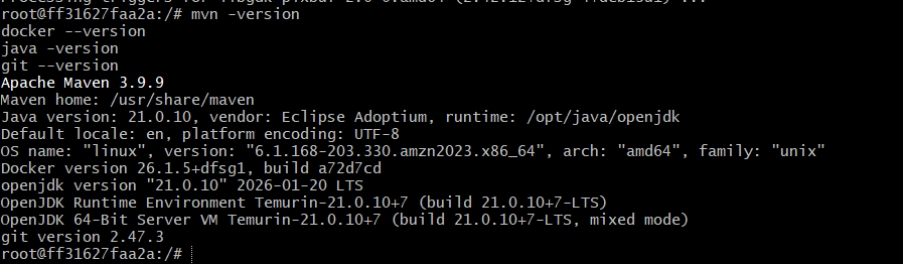 root@ff31627faa2a:/# mvn -version
docker --version
java -version
git --version
Apache Maven 3.9.9
Maven home: /usr/share/maven
Java version: 21.0.10, vendor: Eclipse Adoptium, runtime: /opt/java/openjdk
Default locale: en, platform encoding: UTF-8
OS name: "linux", version: "6.1.168-203.330.amzn2023.x86_64", arch: "amd64", family: "unix"
Docker version 26.1.5+dfsg1, build a72d7cd
openjdk version "21.0.10" 2026-01-20 LTS
OpenJDK Runtime Environment Temurin-21.0.10+7 (build 21.0.10+7-LTS)
OpenJDK 64-Bit Server VM Temurin-21.0.10+7 (build 21.0.10+7-LTS, mixed mode)
git version 2.47.3
root@ff31627faa2a:/#